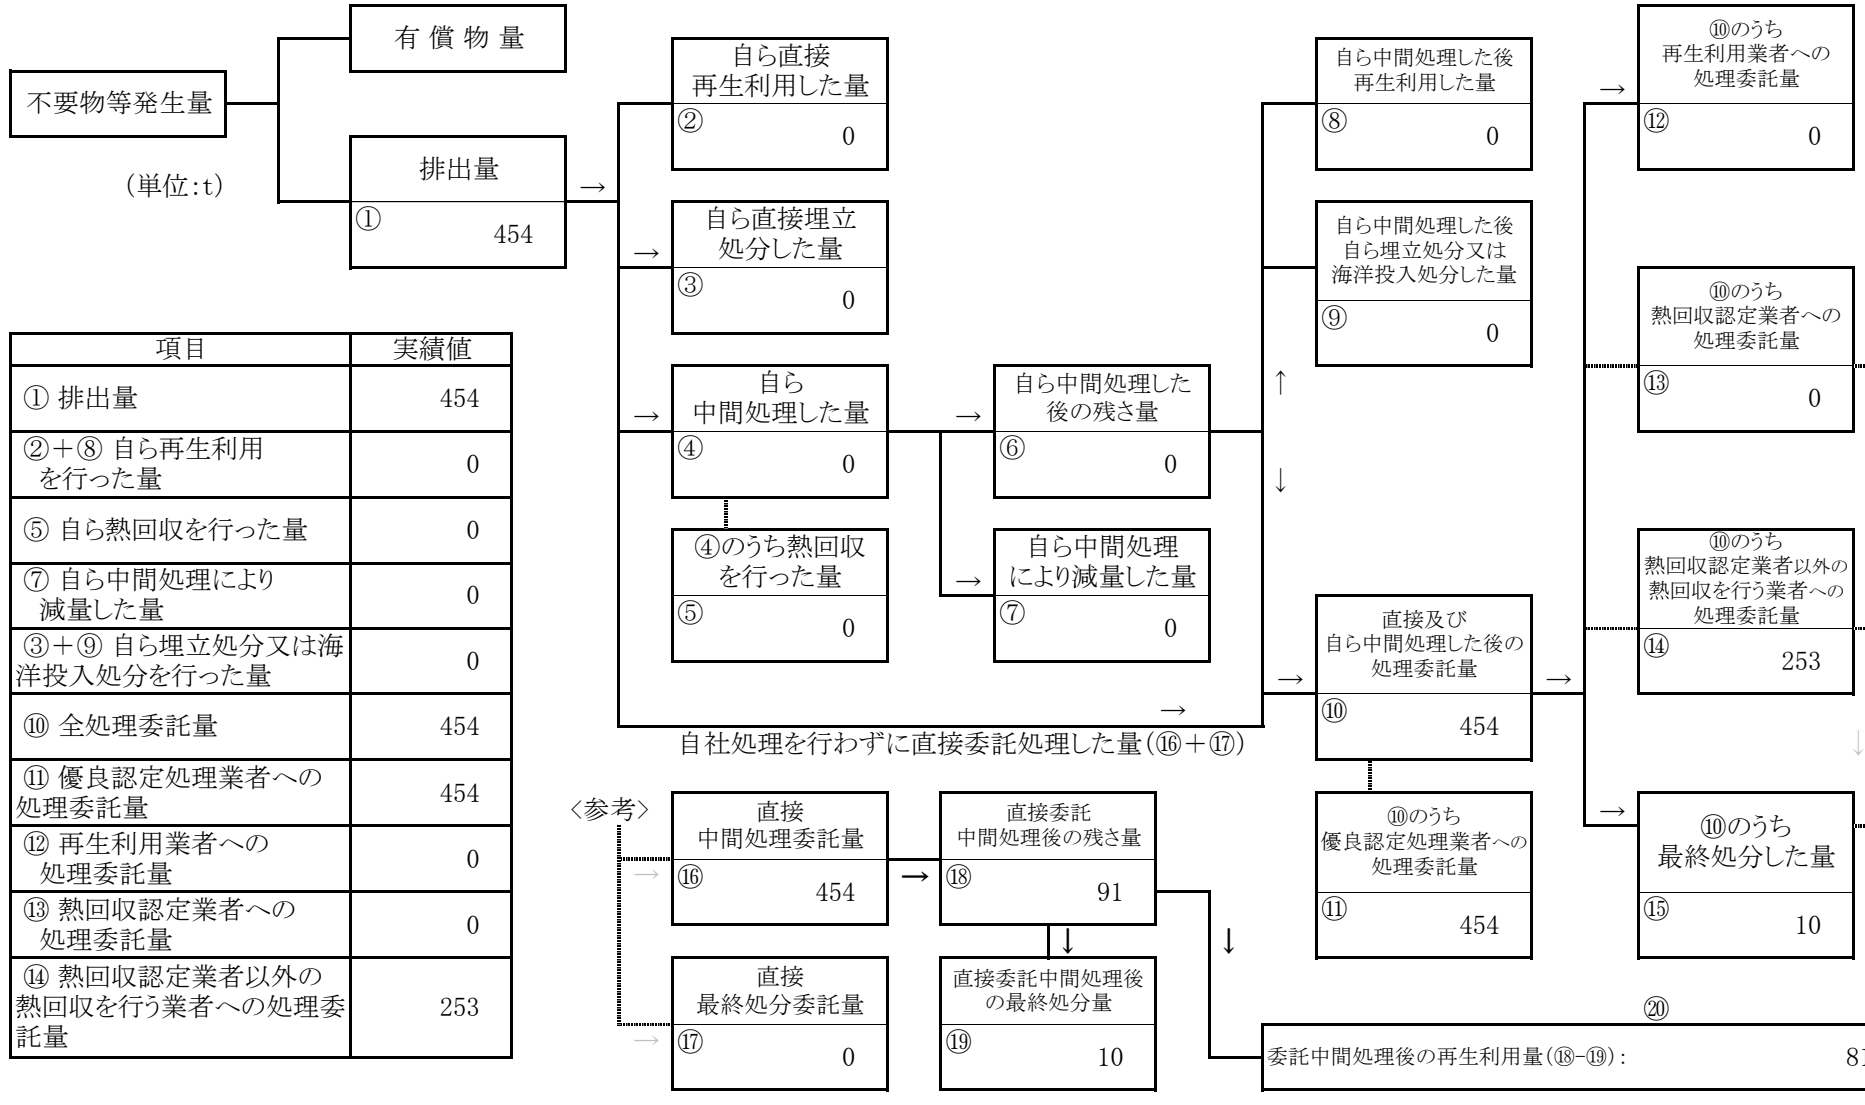 有 償 物 量
不要物等発生量
(単位:t)
排出量
→
①
454
自ら直接
再生利用した量
②
0
→
自ら直接埋立
処分した量
③
0
→
自ら
中間処理した量
④
0
④のうち熱回収
を行った量
⑤
0
→
自ら中間処理した
後の残さ量
⑥
0
→
自ら中間処理
により減量した量
⑦
0
自ら中間処理した後
再生利用した量
⑧
0
自ら中間処理した後
自ら埋立処分又は
海洋投入処分した量
⑨
0
↑
↓
→
自社処理を行わずに直接委託処理した量(⑯+⑰)
→
直接及び
自ら中間処理した後の
処理委託量
⑩
454
⑩のうち
優良認定処理業者への
処理委託量
⑪
454
→
→
⑩のうち
再生利用業者への
処理委託量
⑫
0
⑩のうち
熱回収認定業者への
処理委託量
⑬
0
⑩のうち
熱回収認定業者以外の
熱回収を行う業者への
処理委託量
⑭
253
↓
→
⑩のうち
最終処分した量
⑮
10
項目 実績値
① 排出量 454
②+⑧ 自ら再生利用
を行った量 0
⑤ 自ら熱回収を行った量 0
⑦ 自ら中間処理により
減量した量 0
③+⑨ 自ら埋立処分又は海
洋投入処分を行った量 0
⑩ 全処理委託量 454
⑪ 優良認定処理業者への
処理委託量 454
⑫ 再生利用業者への
処理委託量 0
⑬ 熱回収認定業者への
処理委託量 0
⑭ 熱回収認定業者以外の
熱回収を行う業者への処理委
託量 253
<参考>
→
直接
中間処理委託量
⑯
454
→
直接委託
中間処理後の残さ量
⑱
91
↓
↓
→
直接
最終処分委託量
⑰
0
直接委託中間処理後
の最終処分量
⑲
10
⑳
委託中間処理後の再生利用量(⑱-⑲):